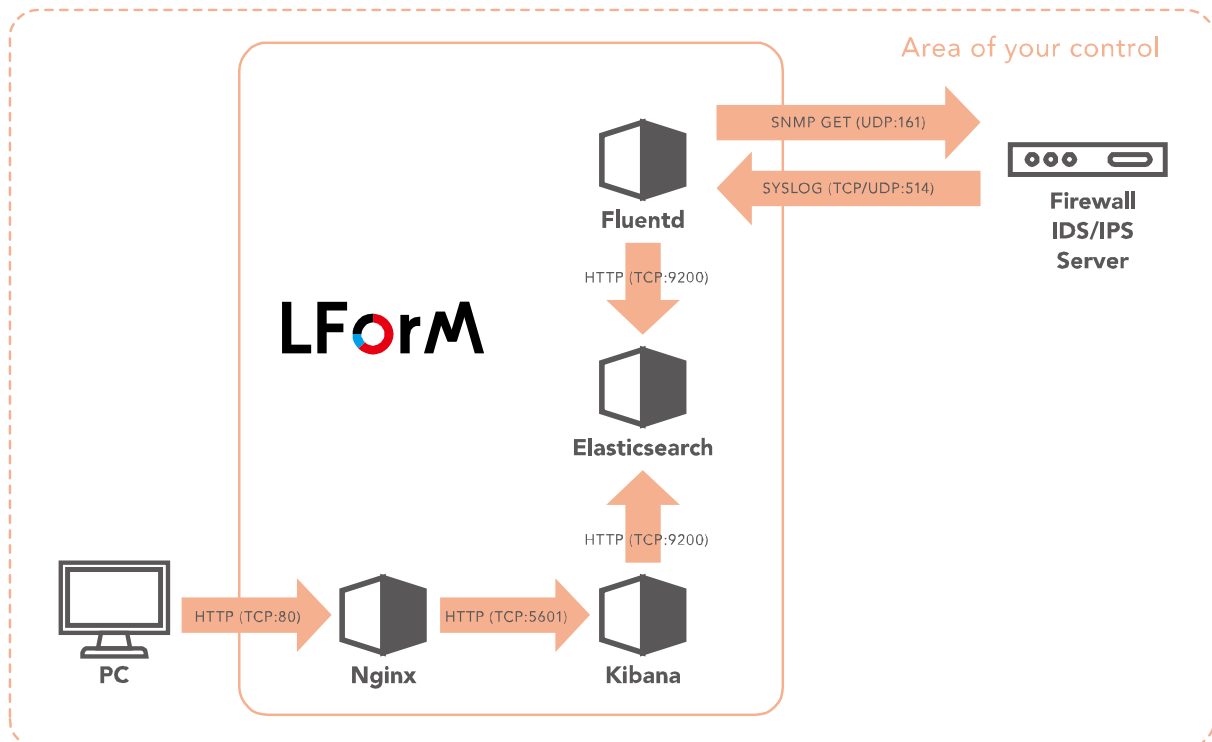 Area of your control
SNMP GET (UDP:161)
SYSLOG (TCP/UDP:514)
Fluentd
Firewall
IDS/IPS
Server
HTTP (TCP:9200)
LForM
Elasticsearch
HTTP (TCP:9200)
HTTP (TCP:80)
HTTP (TCP:5601)
PC
Nginx
Kibana